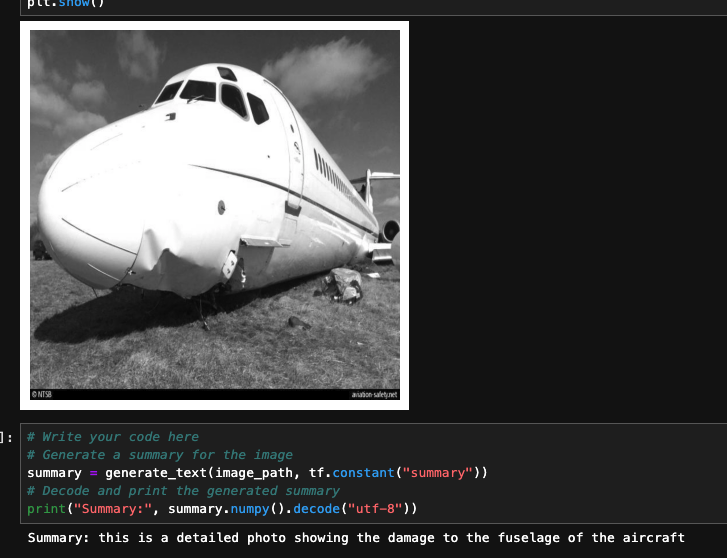 plt.show()
© NTSB
aviation-safety.net
]:
# Write your code here
# Generate a summary for the image
summary = generate_text(image_path, tf.constant("summary"))
# Decode and print the generated summary
print("Summary:", summary.numpy().decode("utf-8"))
Summary: this is a detailed photo showing the damage to the fuselage of the aircraft